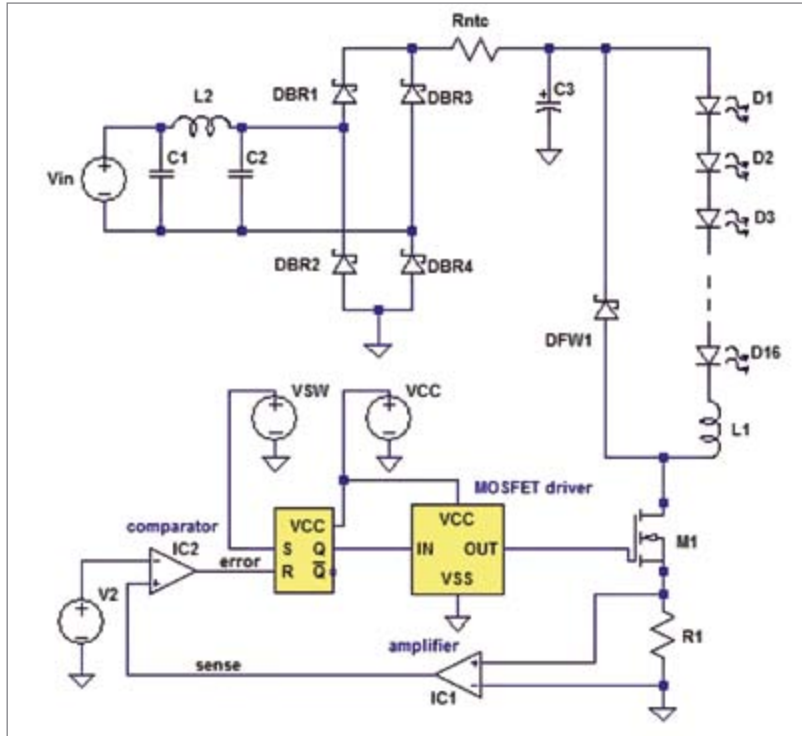 Rntc
L2
DBR1
DBR3
C3
D1
C1
C2
D2
Vin
+
−
D3
DBR2
DBR4
DFW1
D16
VSW
VCC
L1
MOSFET driver
comparator
IC2
error
VCC
S Q
R Q̅
VCC
IN OUT
VSS
M1
V2
amplifier
R1
sense
IC1